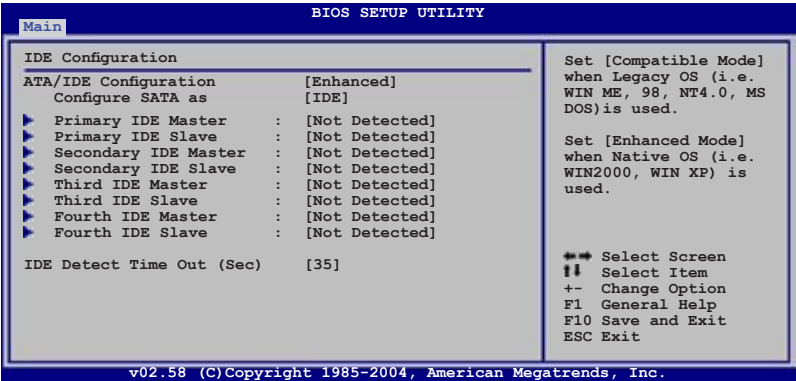 BIOS SETUP UTILITY
Main
IDE Configuration
ATA/IDE Configuration [Enhanced]
Configure SATA as [IDE]
Primary IDE Master : [Not Detected]
Primary IDE Slave : [Not Detected]
Secondary IDE Master : [Not Detected]
Secondary IDE Slave : [Not Detected]
Third IDE Master : [Not Detected]
Third IDE Slave : [Not Detected]
Fourth IDE Master : [Not Detected]
Fourth IDE Slave : [Not Detected]
IDE Detect Time Out (Sec) [35]
Set [Compatible Mode]
when Legacy OS (i.e.
WIN ME, 98, NT4.0, MS
DOS)is used.
Set [Enhanced Mode]
when Native OS (i.e.
WIN2000, WIN XP) is
used.
Select Screen
Select Item
+- Change Option
F1 General Help
F10 Save and Exit
ESC Exit
v02.58 (C)Copyright 1985-2004, American Megatrends, Inc.